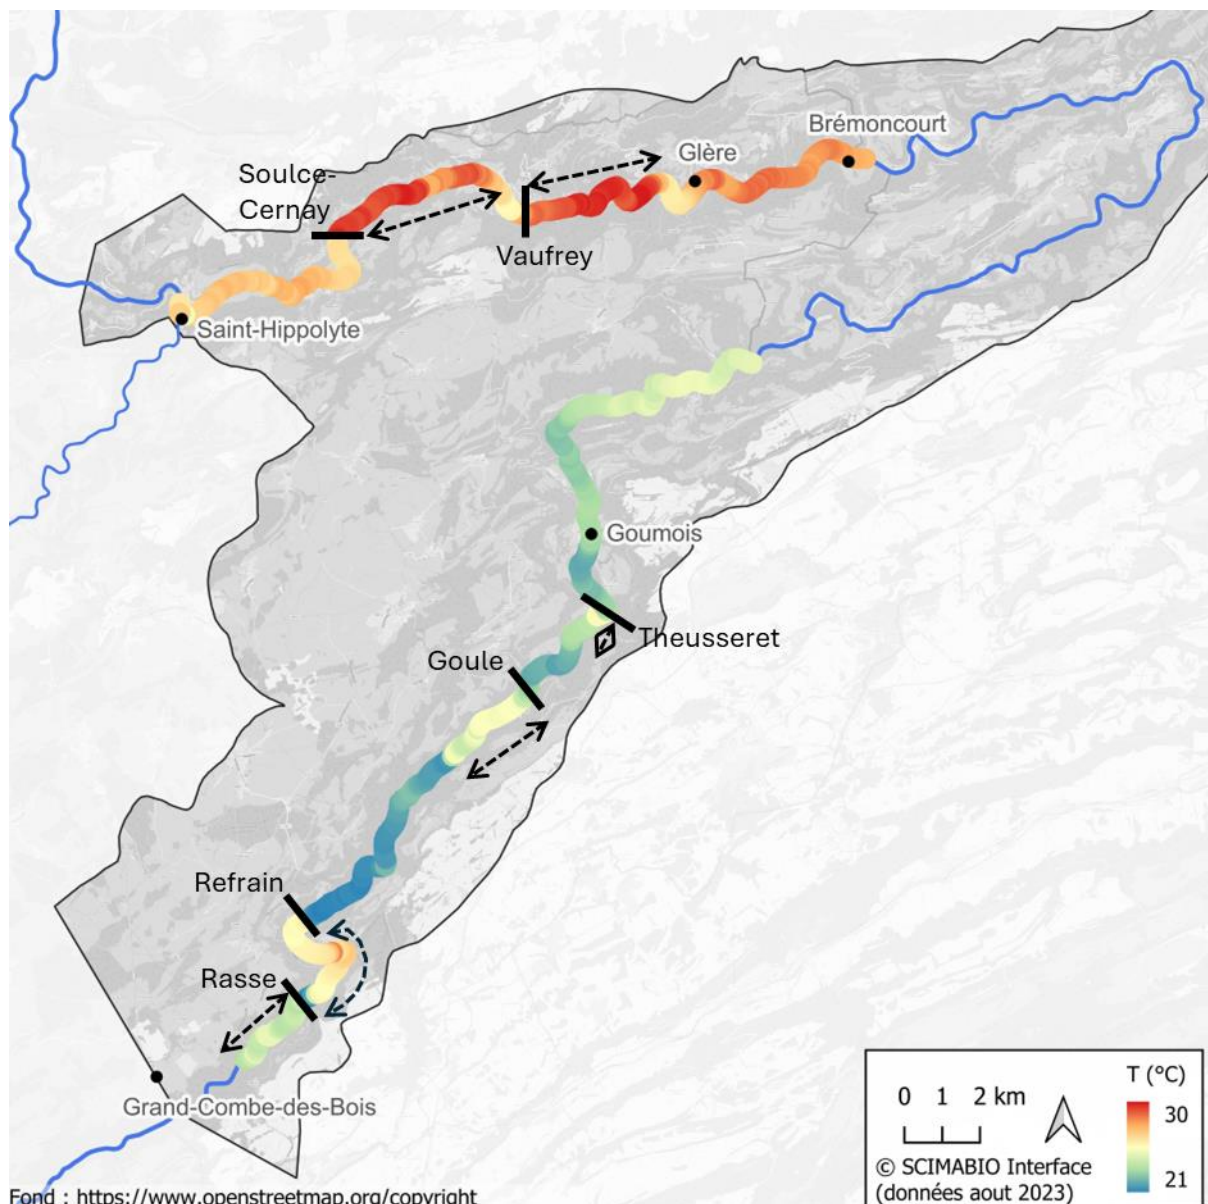 Brémoncourt
Glère
Soulce-
Cernay
Vaufrey
Saint-Hippolyte
Goumois
Theusseret
Goule
Refrain
Rasse
Grand-Combe-des-Bois
T (°C)
0 1 2 km
30
21
© SCIMABIO Interface
(données aout 2023)
Fond : https://www.openstreetmap.org/copyright